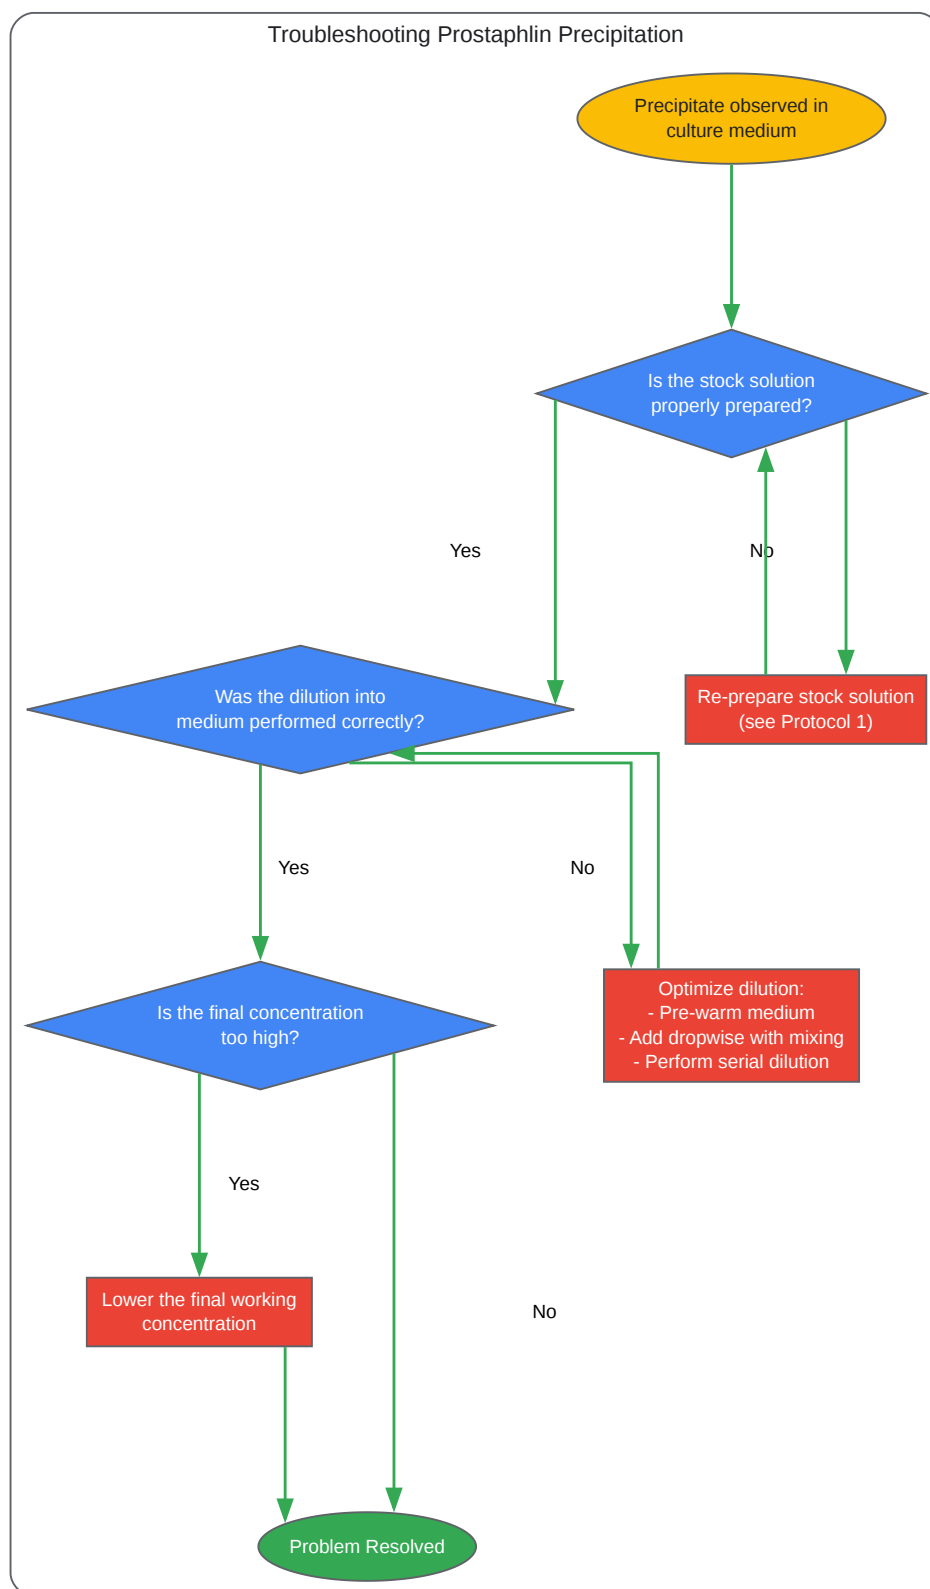 Troubleshooting Prostaphlin Precipitation
Precipitate observed in
culture medium
Is the stock solution
properly prepared?
Yes
No
Was the dilution into
medium performed correctly?
Re-prepare stock solution
(see Protocol 1)
Yes
No
Is the final concentration
too high?
Optimize dilution:
- Pre-warm medium
- Add dropwise with mixing
- Perform serial dilution
Yes
Lower the final working
concentration
No
Problem Resolved